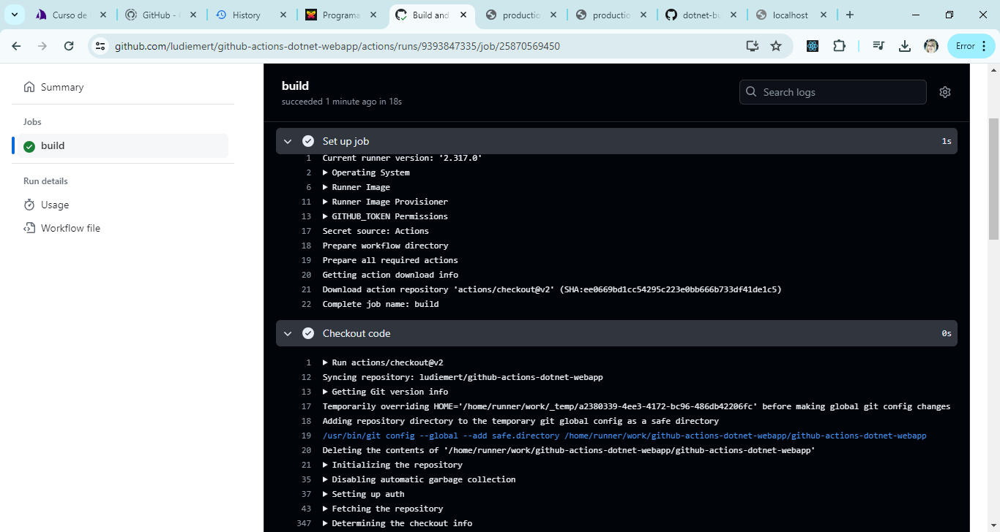 Curso de
GitHub -
History
Programa
Build and
productio
productio
dotnet-bu
localhost
github.com/ludiemert/github-actions-dotnet-webapp/actions/runs/9393847335/job/25870569450
Error
Summary
Jobs
build
Run details
Usage
Workflow file
build
succeeded 1 minute ago in 18s
Search logs
Set up job 1s
1 Current runner version: '2.317.0'
2 Operating System
6 Runner Image
11 Runner Image Provisioner
13 GITHUB_TOKEN Permissions
17 Secret source: Actions
18 Prepare workflow directory
19 Prepare all required actions
20 Getting action download info
21 Download action repository 'actions/checkout@v2' (SHA:ee0669bd1cc54295c223e0bb666b733df41de1c5)
22 Complete job name: build
Checkout code 0s
1 Run actions/checkout@v2
12 Syncing repository: ludiemert/github-actions-dotnet-webapp
13 Getting Git version info
17 Temporarily overriding HOME='/home/runner/work/_temp/a2380339-4ee3-4172-bc96-486db42206fc' before making global git config changes
18 Adding repository directory to the temporary git global config as a safe directory
19 /usr/bin/git config --global --add safe.directory /home/runner/work/github-actions-dotnet-webapp/github-actions-dotnet-webapp
20 Deleting the contents of '/home/runner/work/github-actions-dotnet-webapp/github-actions-dotnet-webapp'
21 Initializing the repository
35 Disabling automatic garbage collection
37 Setting up auth
43 Fetching the repository
347 Determining the checkout info